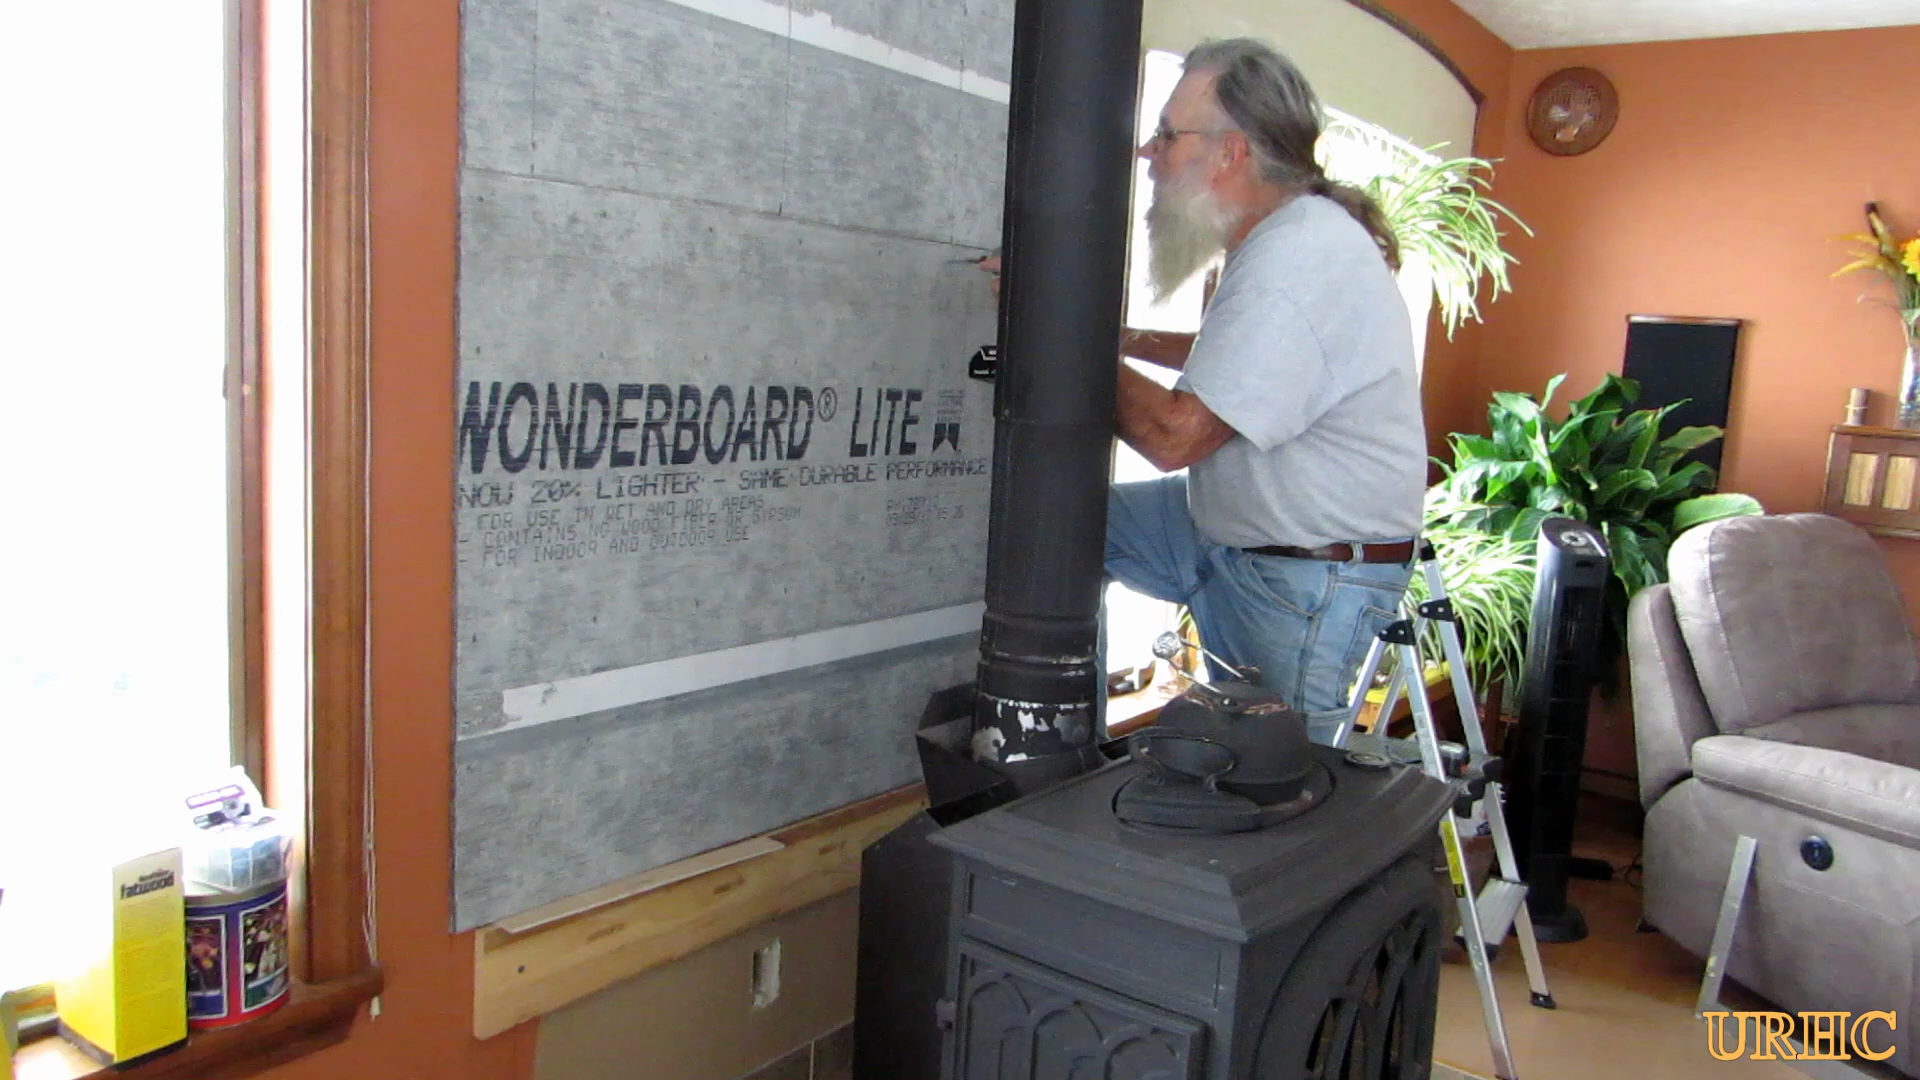 WONDERBOARD® LITE
NOW 20% LIGHTER - SAME DURABLE PERFORMANCE
- FOR USE IN WET AND DRY AREAS
- CONTAINS NO WOOD FIBER OR GYPSUM
- FOR INDOOR AND OUTDOOR USE
fatwood
URHC